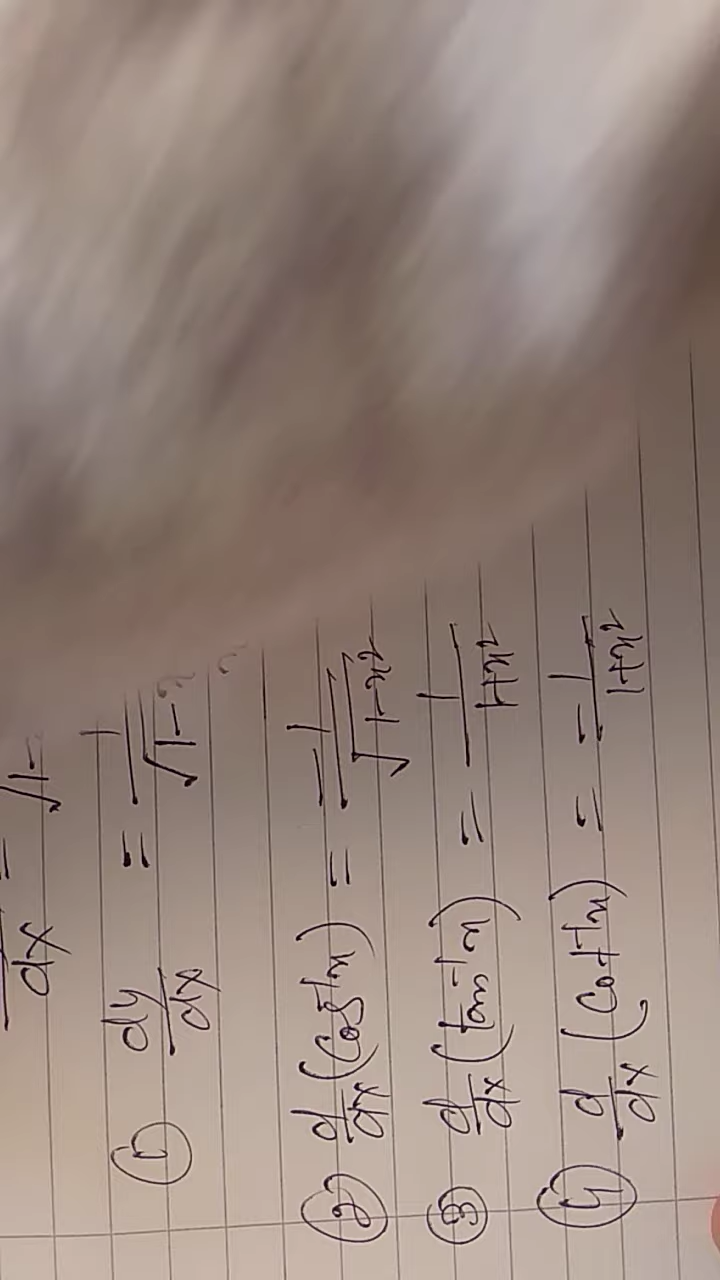 dx = √1-
① dy/dx = 1/√1-x
② d/dx (cos⁻¹x) = -1/√1-x²
③ d/dx (tan⁻¹x) = 1/1+x²
④ d/dx (cot⁻¹x) = -1/1+x²